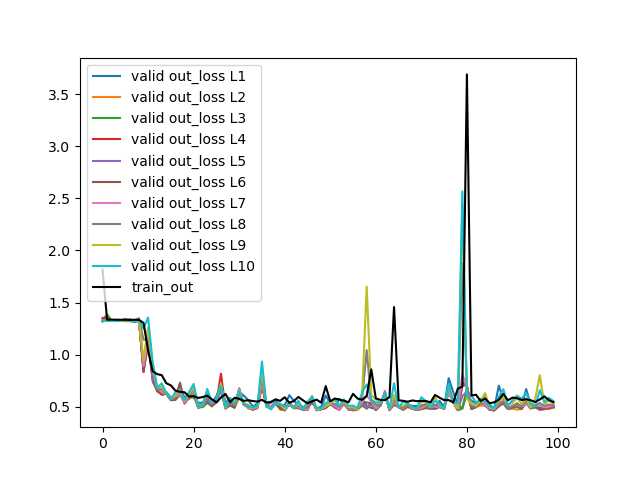 3.5
3.0
2.5
2.0
1.5
1.0
0.5
valid out_loss L1
valid out_loss L2
valid out_loss L3
valid out_loss L4
valid out_loss L5
valid out_loss L6
valid out_loss L7
valid out_loss L8
valid out_loss L9
valid out_loss L10
train_out
0 20 40 60 80 100